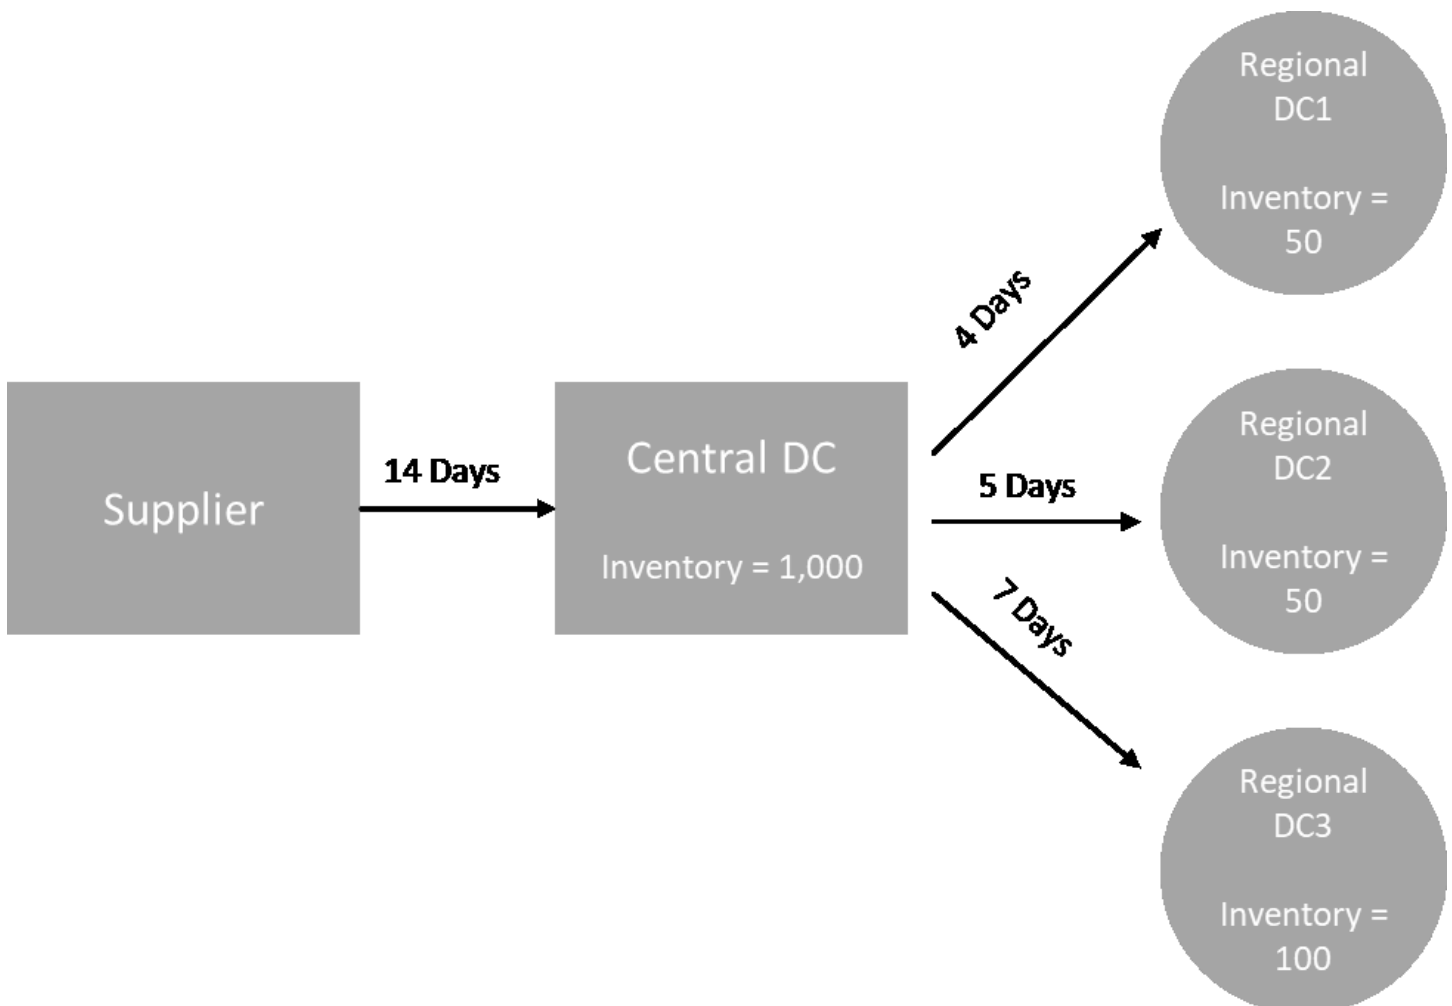 Supplier
14 Days
Central DC
Inventory = 1,000
4 Days
5 Days
7 Days
Regional
DC1
Inventory =
50
Regional
DC2
Inventory =
50
Regional
DC3
Inventory =
100